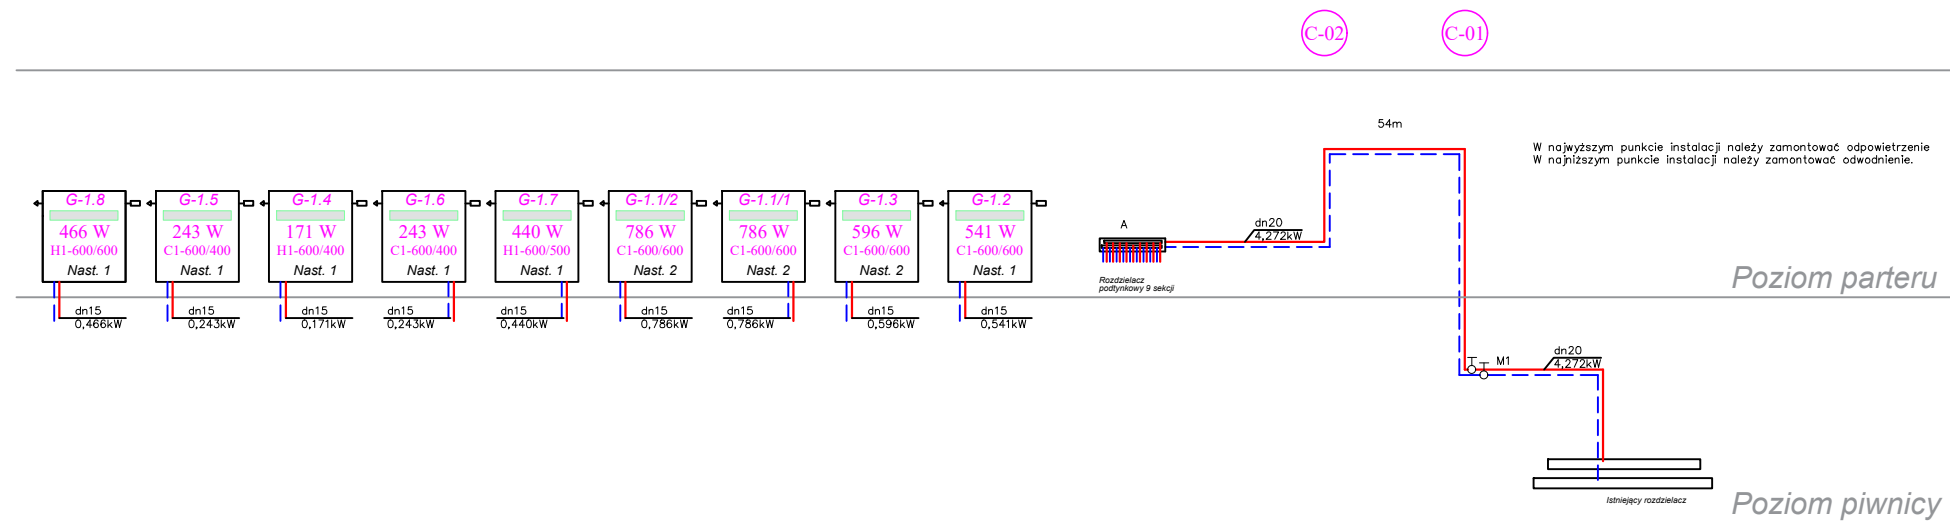 C-02
C-01
54m
W najwyższym punkcie instalacji należy zamontować odpowietrzenie
W najniższym punkcie instalacji należy zamontować odwodnienie.
G-1.8
466 W
H1-600/600
Nast. 1
dn15
0,466kW
G-1.5
243 W
C1-600/400
Nast. 1
dn15
0,243kW
G-1.4
171 W
H1-600/400
Nast. 1
dn15
0,171kW
G-1.6
243 W
C1-600/400
Nast. 1
dn15
0,243kW
G-1.7
440 W
H1-600/500
Nast. 1
dn15
0,440kW
G-1.1/2
786 W
C1-600/600
Nast. 2
dn15
0,786kW
G-1.1/1
786 W
C1-600/600
Nast. 2
dn15
0,786kW
G-1.3
596 W
C1-600/600
Nast. 2
dn15
0,596kW
G-1.2
541 W
C1-600/600
Nast. 1
dn15
0,541kW
A
Rozdzielacz
podtynkowy 9 sekcji
dn20
4,272kW
Poziom parteru
M1
dn20
4,272kW
Istniejący rozdzielacz
Poziom piwnicy